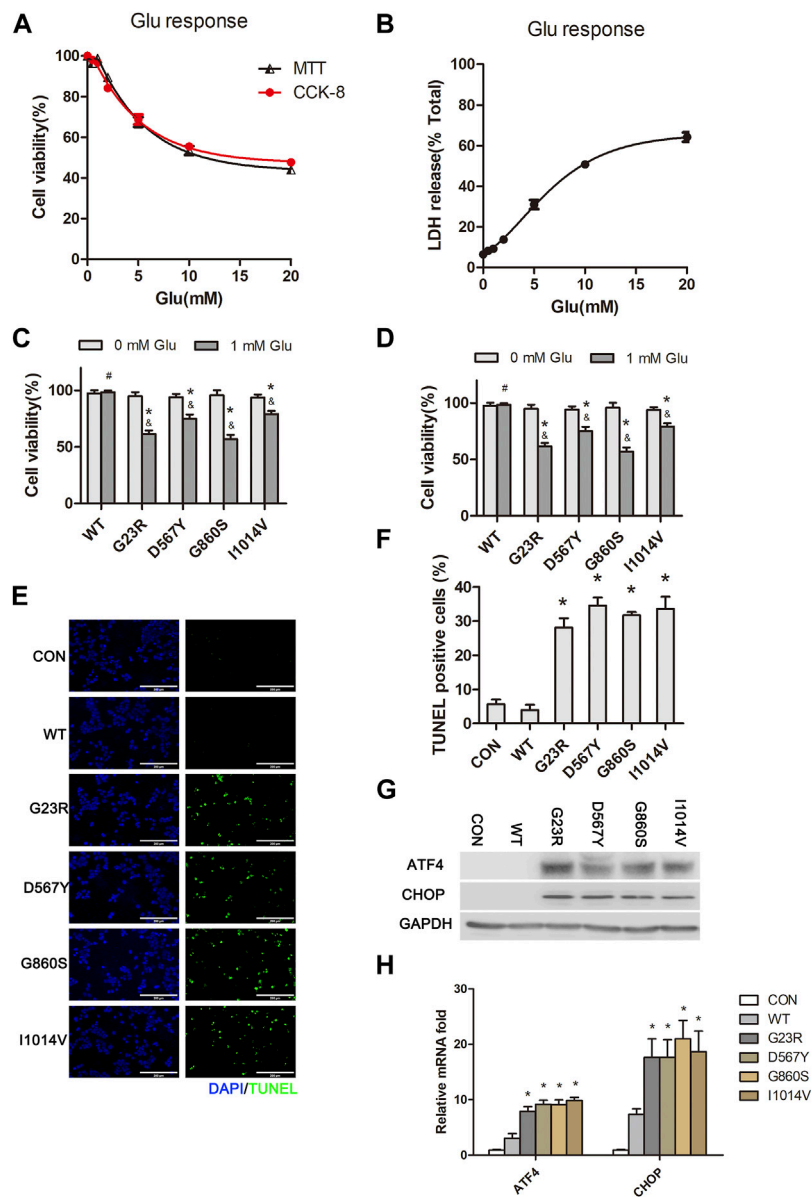 A
Glu response
Cell viability(%)
100
80
60
40
20
0
MTT
CCK-8
0 5 10 15 20
Glu(mM)
B
Glu response
LDH release(% Total)
100
80
60
40
20
0
0 5 10 15 20
Glu(mM)
C
0 mM Glu 1 mM Glu
Cell viability(%)
100
50
0
# * & * & * & * &
WT G23R D567Y G860S I1014V
D
0 mM Glu 1 mM Glu
Cell viability(%)
100
50
0
# * & * & * & * &
WT G23R D567Y G860S I1014V
E
CON
WT
G23R
D567Y
G860S
I1014V
DAPI/TUNEL
F
TUNEL positive cells (%)
40
30
20
10
0
* * * *
CON WT G23R D567Y G860S I1014V
G
CON WT G23R D567Y G860S I1014V
ATF4
CHOP
GAPDH
H
Relative mRNA fold
30
20
10
0
* * * * * * * *
ATF4 CHOP
CON
WT
G23R
D567Y
G860S
I1014V